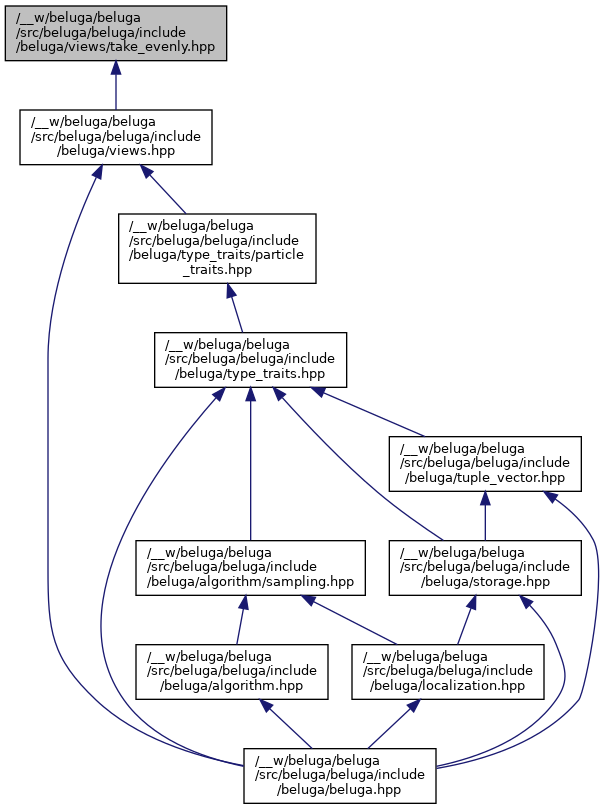 /__w/beluga/beluga
/src/beluga/beluga/include
/beluga/views/take_evenly.hpp
/__w/beluga/beluga
/src/beluga/beluga/include
/beluga/views.hpp
/__w/beluga/beluga
/src/beluga/beluga/include
/beluga/type_traits/particle
_traits.hpp
/__w/beluga/beluga
/src/beluga/beluga/include
/beluga/type_traits.hpp
/__w/beluga/beluga
/src/beluga/beluga/include
/beluga/tuple_vector.hpp
/__w/beluga/beluga
/src/beluga/beluga/include
/beluga/algorithm/sampling.hpp
/__w/beluga/beluga
/src/beluga/beluga/include
/beluga/storage.hpp
/__w/beluga/beluga
/src/beluga/beluga/include
/beluga/algorithm.hpp
/__w/beluga/beluga
/src/beluga/beluga/include
/beluga/localization.hpp
/__w/beluga/beluga
/src/beluga/beluga/include
/beluga/beluga.hpp